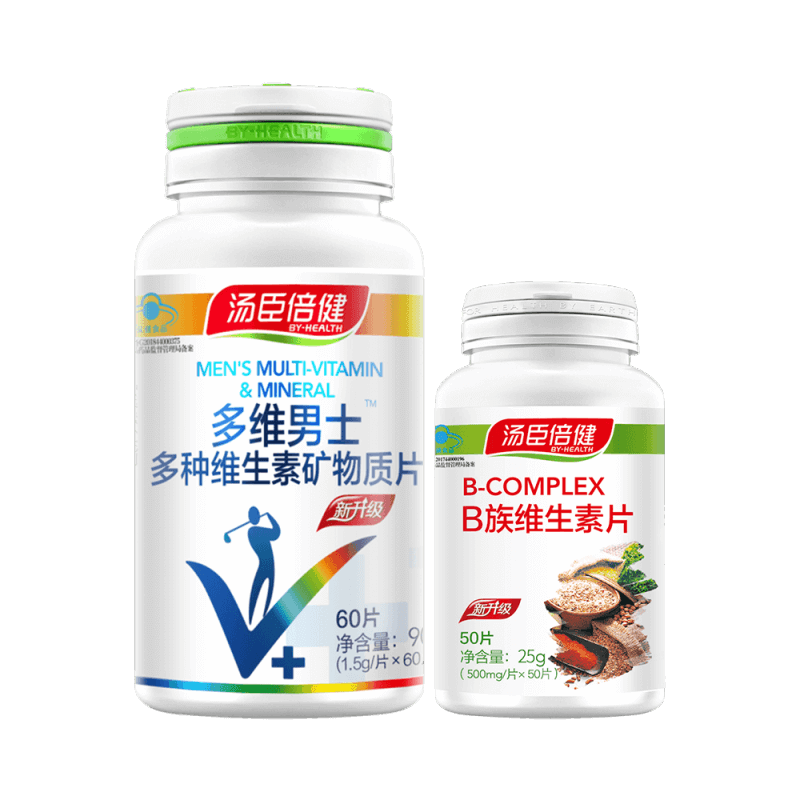 BY-HEALTH
汤臣倍健
BY-HEALTH
MEN'S MULTI-VITAMIN
& MINERAL
多维男士™
多种维生素矿物质片
新升级
V+
60片
净含量: 90
(1.5g/片×60
汤臣倍健
BY-HEALTH
B-COMPLEX
B族维生素片
新升级
50片
净含量: 25g
(500mg/片×50片)